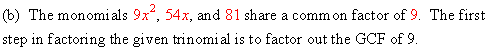 (b) The monomials 9x², 54x, and 81 share a common factor of 9. The first
step in factoring the given trinomial is to factor out the GCF of 9.